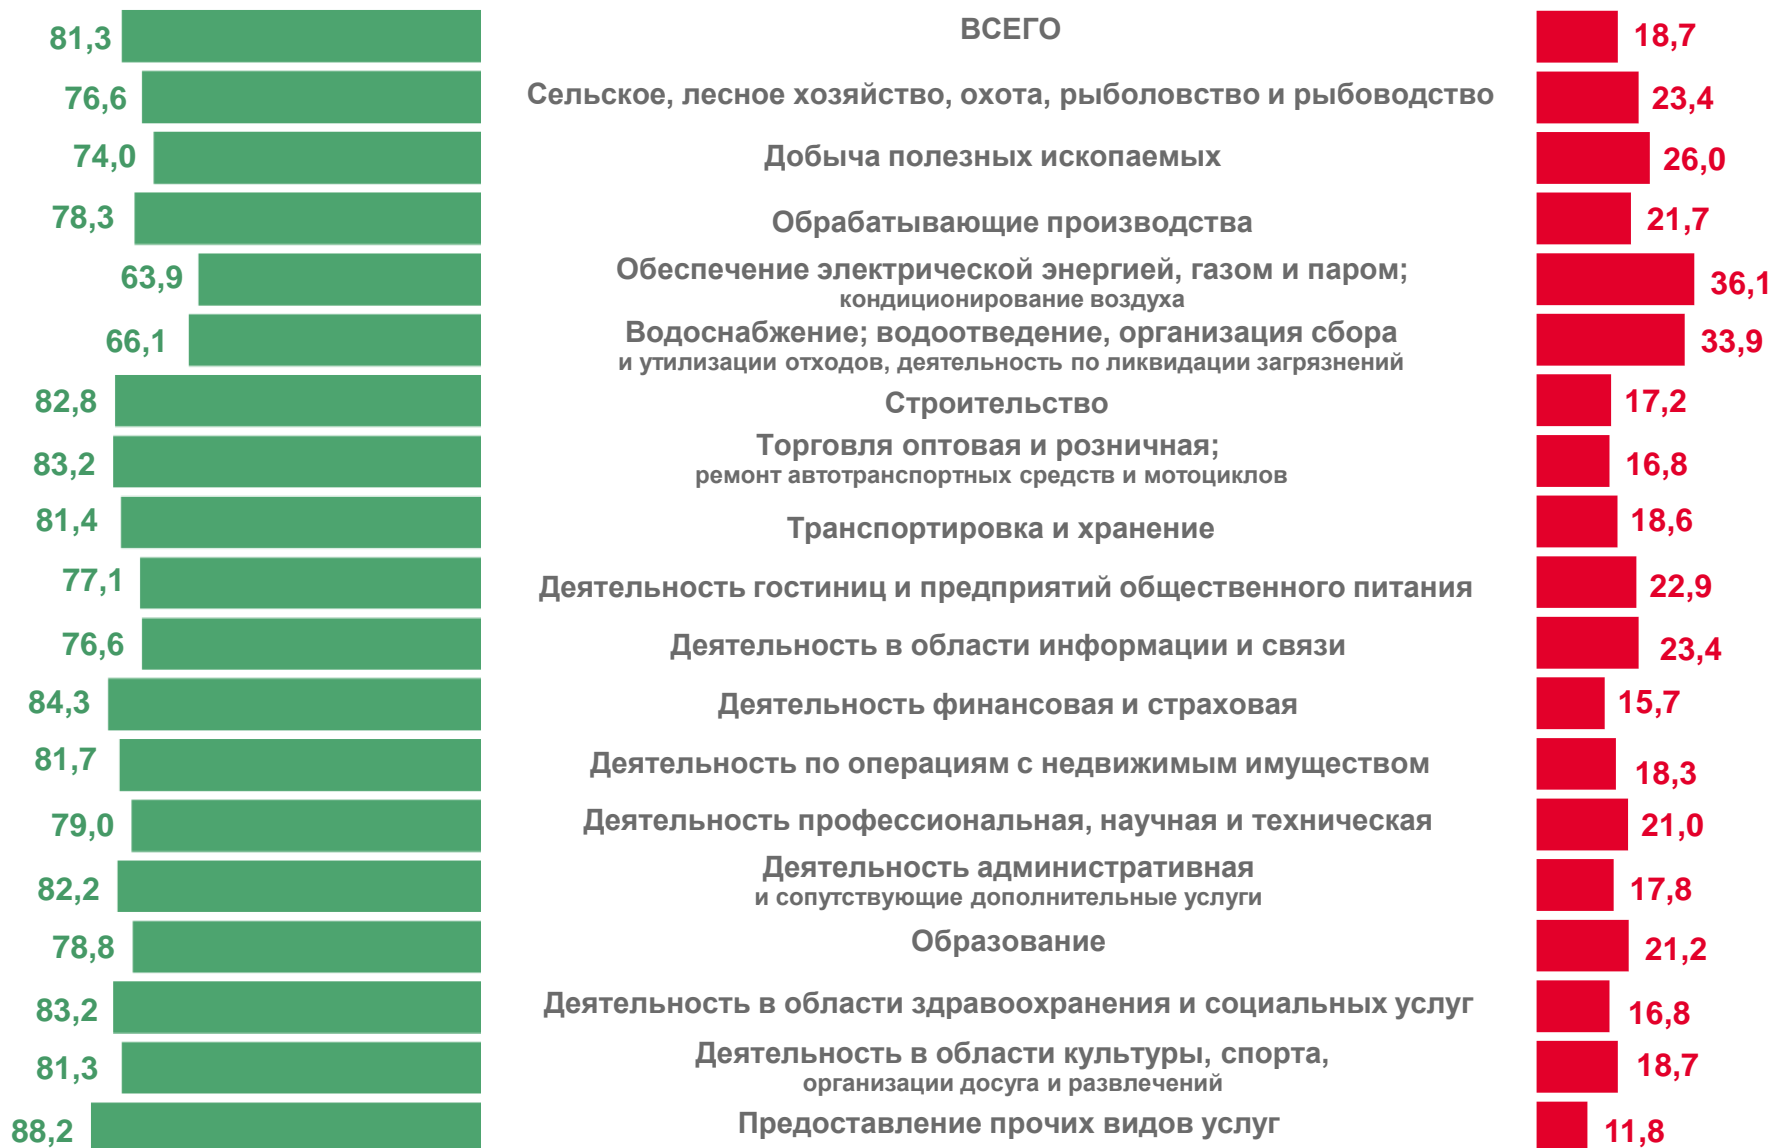 81,3 ВСЕГО 18,7
76,6 Сельское, лесное хозяйство, охота, рыболовство и рыбоводство 23,4
74,0 Добыча полезных ископаемых 26,0
78,3 Обрабатывающие производства 21,7
63,9 Обеспечение электрической энергией, газом и паром; 36,1
кондиционирование воздуха
66,1 Водоснабжение; водоотведение, организация сбора 33,9
и утилизации отходов, деятельность по ликвидации загрязнений
82,8 Строительство 17,2
83,2 Торговля оптовая и розничная; 16,8
ремонт автотранспортных средств и мотоциклов
81,4 Транспортировка и хранение 18,6
77,1 Деятельность гостиниц и предприятий общественного питания 22,9
76,6 Деятельность в области информации и связи 23,4
84,3 Деятельность финансовая и страховая 15,7
81,7 Деятельность по операциям с недвижимым имуществом 18,3
79,0 Деятельность профессиональная, научная и техническая 21,0
82,2 Деятельность административная 17,8
и сопутствующие дополнительные услуги
78,8 Образование 21,2
83,2 Деятельность в области здравоохранения и социальных услуг 16,8
81,3 Деятельность в области культуры, спорта, 18,7
организации досуга и развлечений
88,2 Предоставление прочих видов услуг 11,8